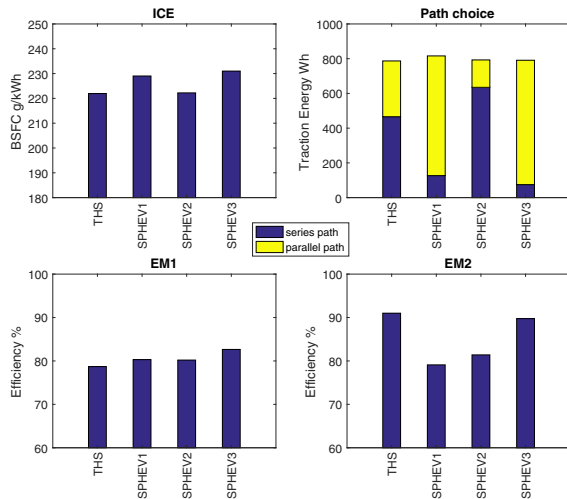 ICE
BSFC g/kWh
250
240
230
220
210
200
190
180
THS
SPHEV1
SPHEV2
SPHEV3
Path choice
Traction Energy Wh
1000
800
600
400
200
0
THS
SPHEV1
SPHEV2
SPHEV3
series path
parallel path
EM1
Efficiency %
100
90
80
70
60
THS
SPHEV1
SPHEV2
SPHEV3
EM2
Efficiency %
100
90
80
70
60
THS
SPHEV1
SPHEV2
SPHEV3